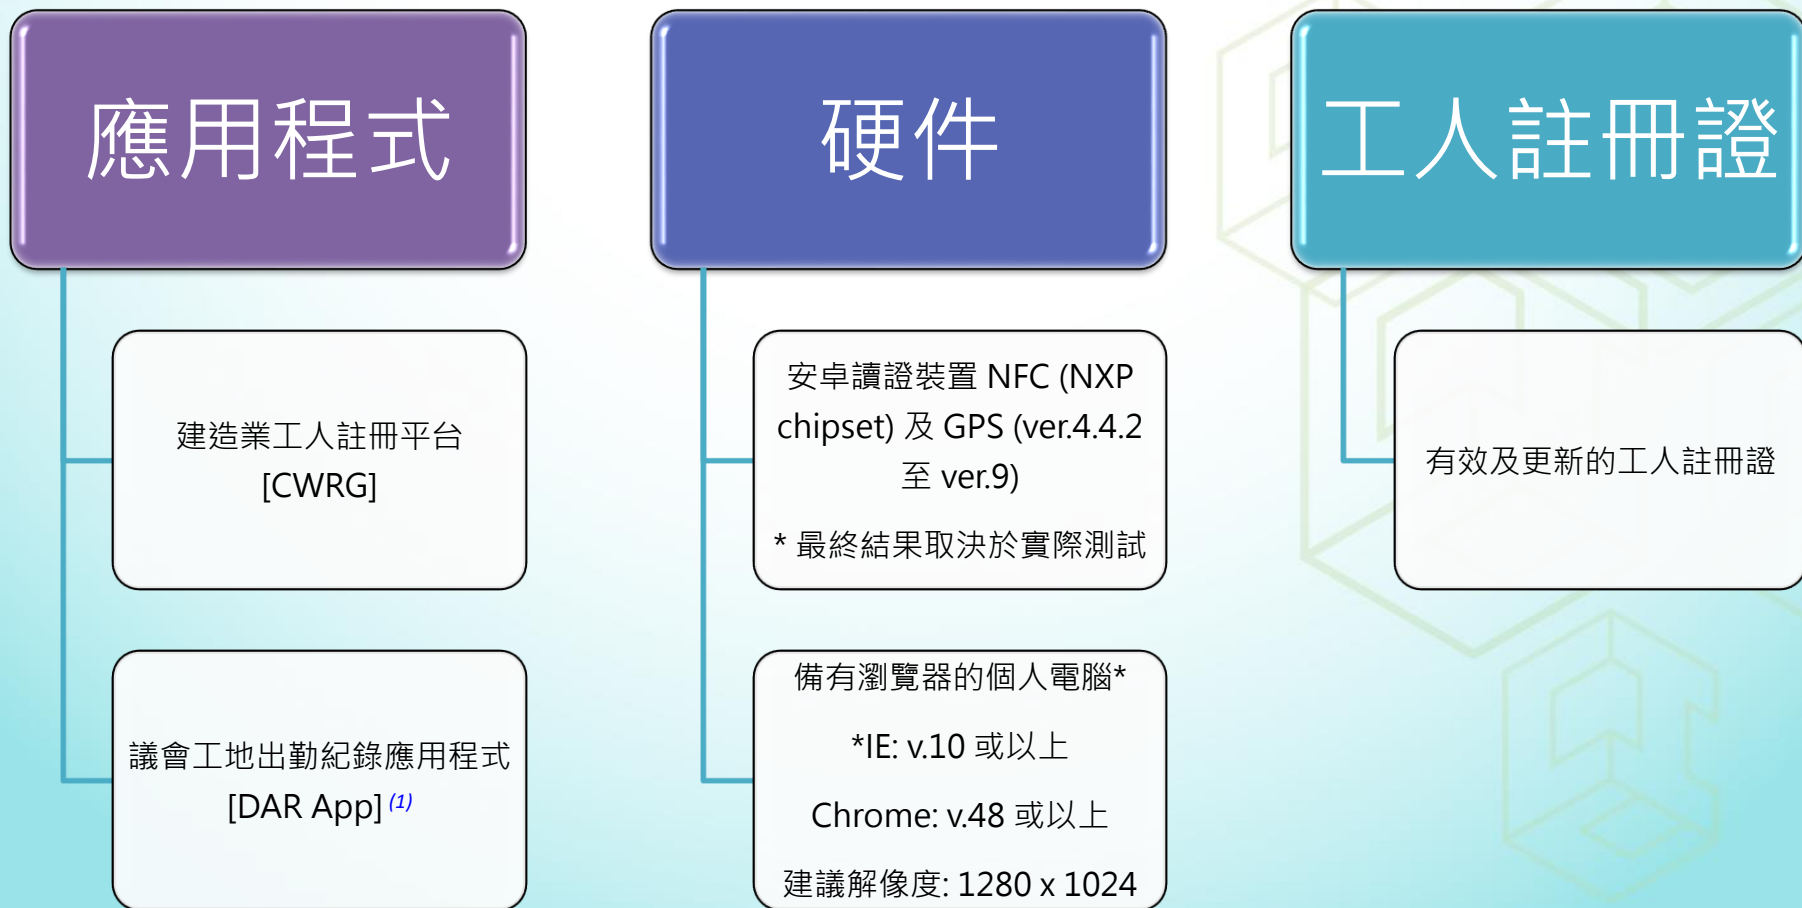 應用程式
建造業工人註冊平台
[CWRG]
議會工地出勤紀錄應用程式
[DAR App] (1)
硬件
安卓讀證裝置 NFC (NXP
chipset) 及 GPS (ver.4.4.2
至 ver.9)
* 最終結果取決於實際測試
備有瀏覽器的個人電腦*
*IE: v.10 或以上
Chrome: v.48 或以上
建議解像度: 1280 x 1024
工人註冊證
有效及更新的工人註冊證